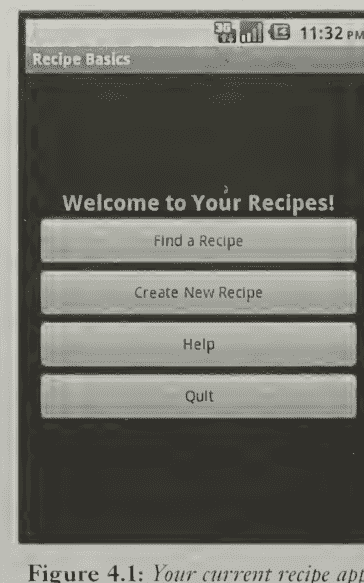 3G
11:32 PM
Recipe Basics
Welcome to Your Recipes!
Find a Recipe
Create New Recipe
Help
Quit
Figure 4.1: Your current recipe app